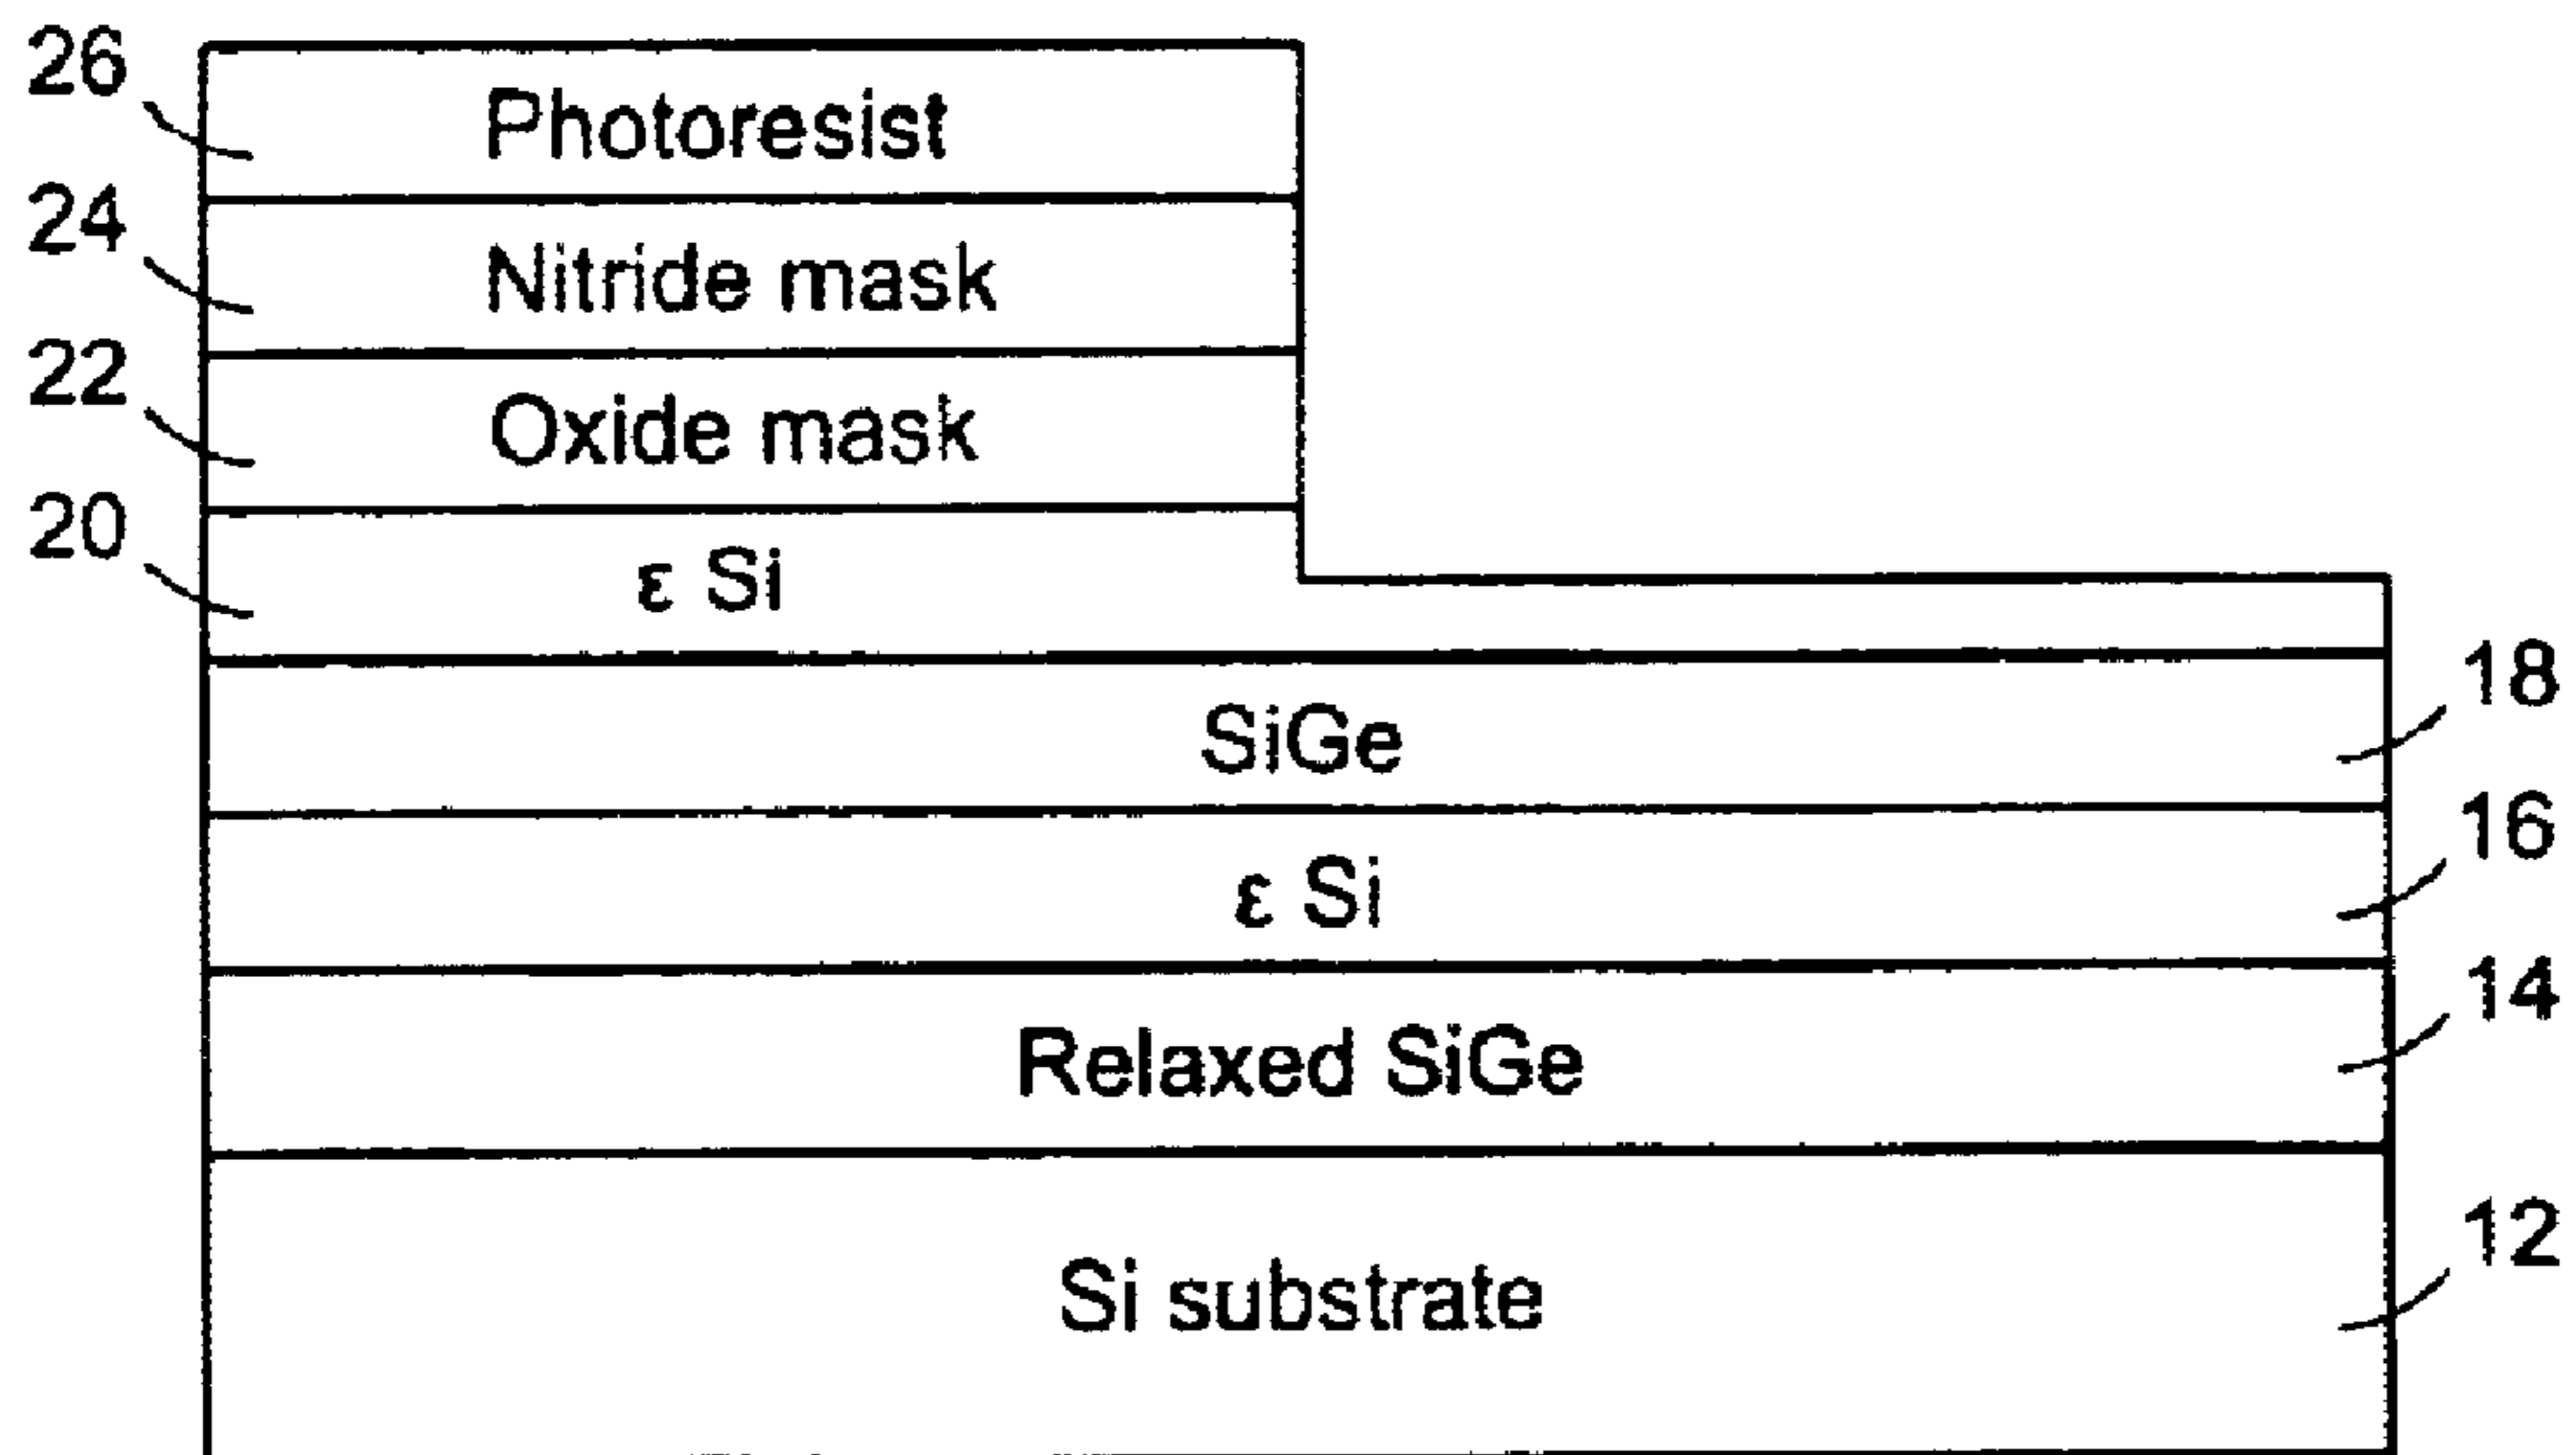 26
Photoresist
24
Nitride mask
22
Oxide mask
20
ε Si
18
SiGe
16
ε Si
14
Relaxed SiGe
12
Si substrate